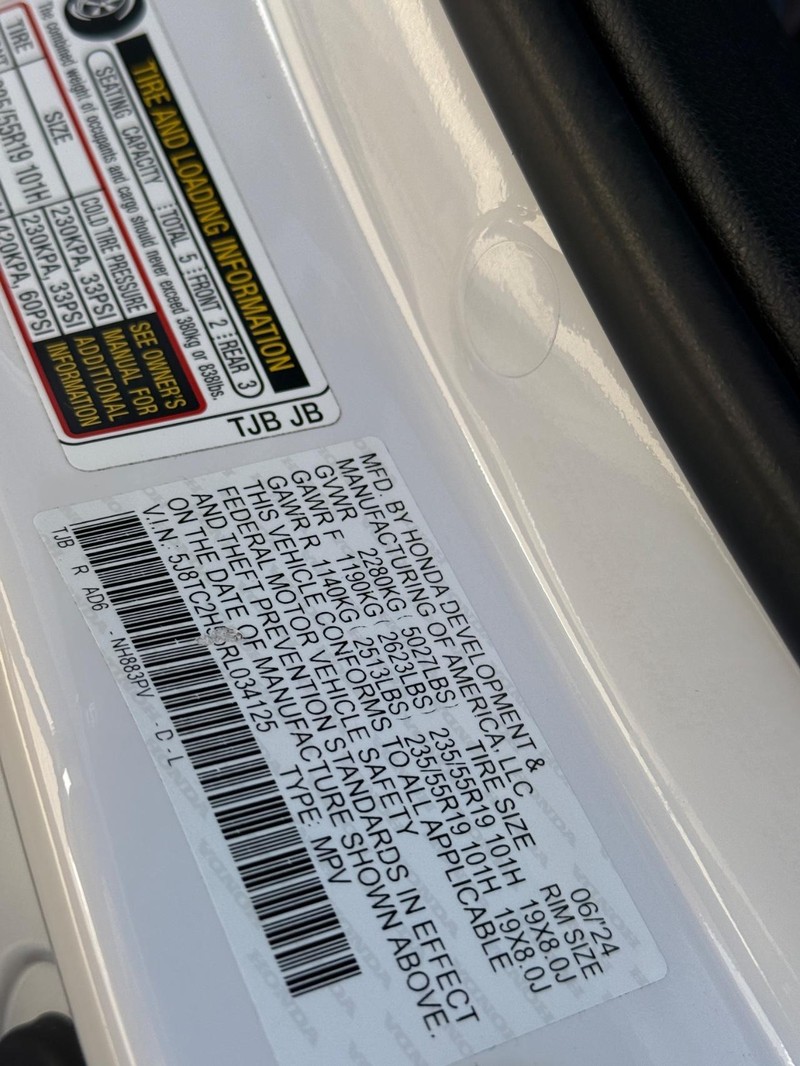 TIRE AND LOADING INFORMATION
SEATING CAPACITY TOTAL 5 FRONT 2 REAR 3
The combined weight of occupants and cargo should never exceed 380kg or 838lbs.
TIRE SIZE COLD TIRE PRESSURE
/55R19 101H 230KPA, 33PSI
230KPA, 33PSI
420KPA, 60PSI
SEE OWNER'S
MANUAL FOR
ADDITIONAL
INFORMATION
TJB JB
MFD. BY HONDA DEVELOPMENT &
MANUFACTURING OF AMERICA, LLC 06/'24
GVWR 2280KG ( 5027LBS) TIRE SIZE RIM SIZE
GAWR F 1190KG ( 2623LBS) 235/55R19 101H 19X8.0J
GAWR R 1140KG ( 2513LBS) 235/55R19 101H 19X8.0J
THIS VEHICLE CONFORMS TO ALL APPLICABLE
FEDERAL MOTOR VEHICLE SAFETY
AND THEFT PREVENTION STANDARDS IN EFFECT
ON THE DATE OF MANUFACTURE SHOWN ABOVE.
V.I.N: TYPE: MPV
TJB R AD6 -NH883PV -D-L